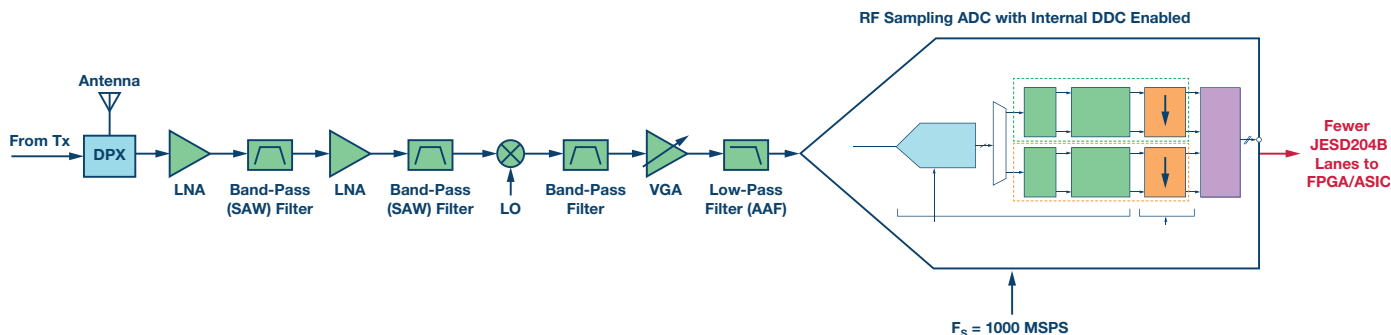 RF Sampling ADC with Internal DDC Enabled
Antenna
From Tx
DPX
LNA
Band-Pass
(SAW) Filter
LNA
Band-Pass
(SAW) Filter
LO
Band-Pass
Filter
VGA
Low-Pass
Filter (AAF)
Fewer
JESD204B
Lanes to
FPGA/ASIC
FS = 1000 MSPS